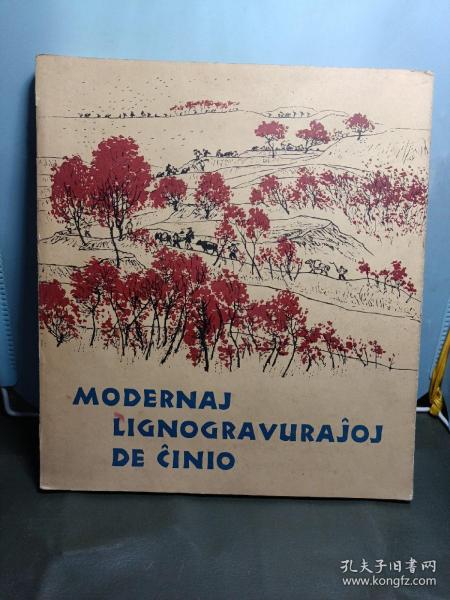 MODERNAJ
LIGNOGRAVURAĴOJ
DE ĈINIO
孔夫子旧书网
www.kongfz.com